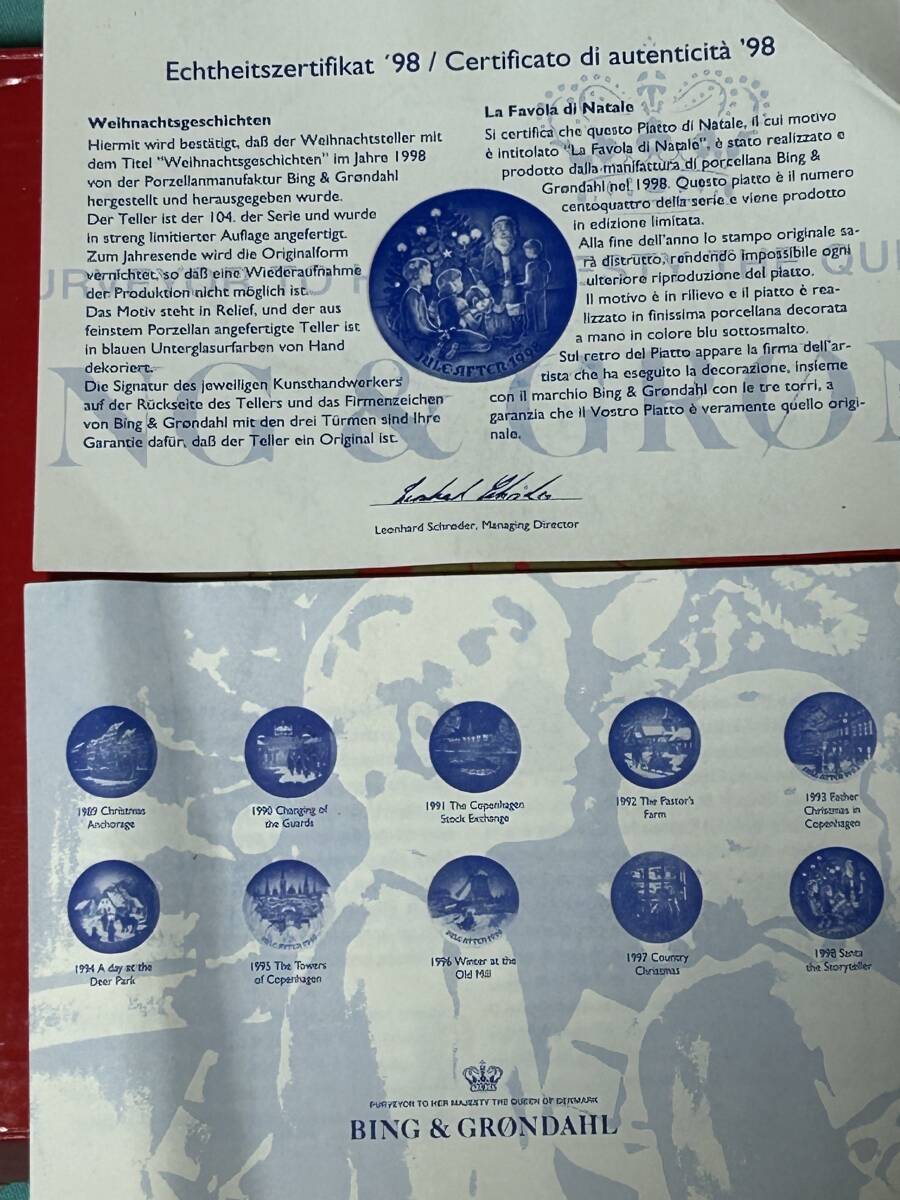 Echtheitszertifikat ´98 / Certificato di autenticità '98
Weihnachtsgeschichten
Hiermit wird bestätigt, daß der Weihnachtsteller mit
dem Titel "Weihnachtsgeschichten" im Jahre 1998
von der Porzellanmanufaktur Bing & Grøndahl
hergestellt und herausgegeben wurde.
Der Teller ist der 104. der Serie und wurde
in streng limitierter Auflage angefertigt.
Zum Jahresende wird die Originalform
vernichtet, so daß eine Wiederaufnahme
der Produktion nicht möglich ist.
Das Motiv steht in Relief, und der aus
feinstem Porzellan angefertigte Teller ist
in blauen Unterglasurfarben von Hand
dekoriert.
Die Signatur des jeweiligen Kunsthandwerkers
auf der Rückseite des Tellers und das Firmenzeichen
von Bing & Grøndahl mit den drei Türmen sind Ihre
Garantie dafür, daß der Teller ein Original ist.
La Favola di Natale
Si certifica che questo Piatto di Natale, il cui motivo
è intitolato "La Favola di Natale", è stato realizzato e
prodotto dalla manifattura di porcellana Bing &
Grøndahl nel 1998. Questo piatto è il numero
centoquattro della serie e viene prodotto
in edizione limitata.
Alla fine dell'anno lo stampo originale sa-
rà distrutto, rendendo impossibile ogni
ulteriore riproduzione del piatto.
Il motivo è in rilievo e il piatto è rea-
lizzato in finissima porcellana decorata
a mano in colore blu sottosmalto.
Sul retro del Piatto appare la firma dell'ar-
tista che ha eseguito la decorazione, insieme
con il marchio Bing & Grøndahl con le tre torri, a
garanzia che il Vostro Piatto è veramente quello origi-
nale.
JULE AFTEN 1998
Leonhard Schrøder, Managing Director
1989 Christmas
Anchorage
1990 Changing of
the Guards
1991 The Copenhagen
Stock Exchange
1992 The Pastor's
Farm
1993 Father
Christmas in
Copenhagen
1994 A day at the
Deer Park
1995 The Towers
of Copenhagen
1996 Winter at the
Old Mill
1997 Country
Christmas
1998 Santa
the Storyteller
PURVEYOR TO HER MAJESTY THE QUEEN OF DENMARK
BING & GRØNDAHL